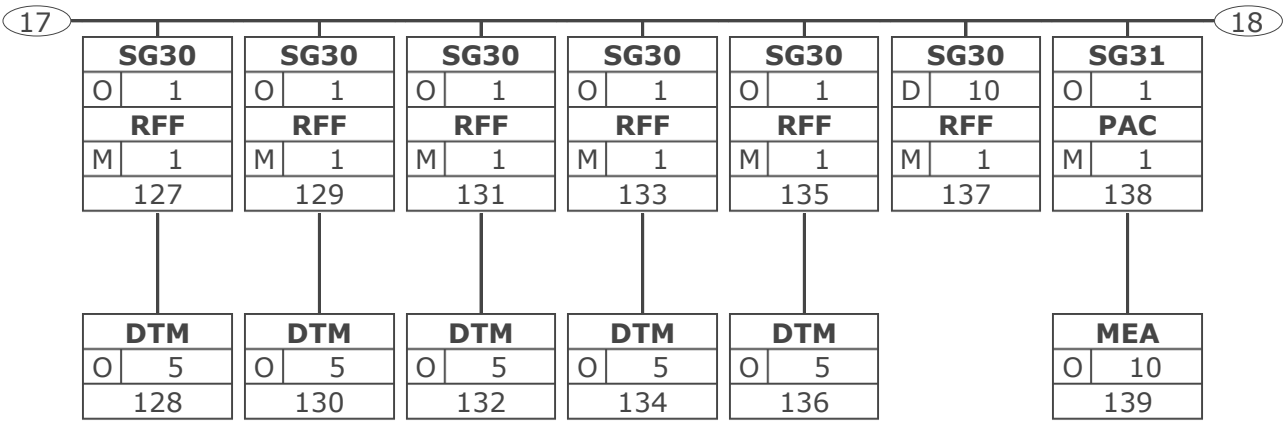 17 18
SG30 SG30 SG30 SG30 SG30 SG30 SG31
O 1 O 1 O 1 O 1 O 1 D 10 O 1
RFF RFF RFF RFF RFF RFF PAC
M 1 M 1 M 1 M 1 M 1 M 1 M 1
127 129 131 133 135 137 138
DTM DTM DTM DTM DTM MEA
O 5 O 5 O 5 O 5 O 5 O 10
128 130 132 134 136 139